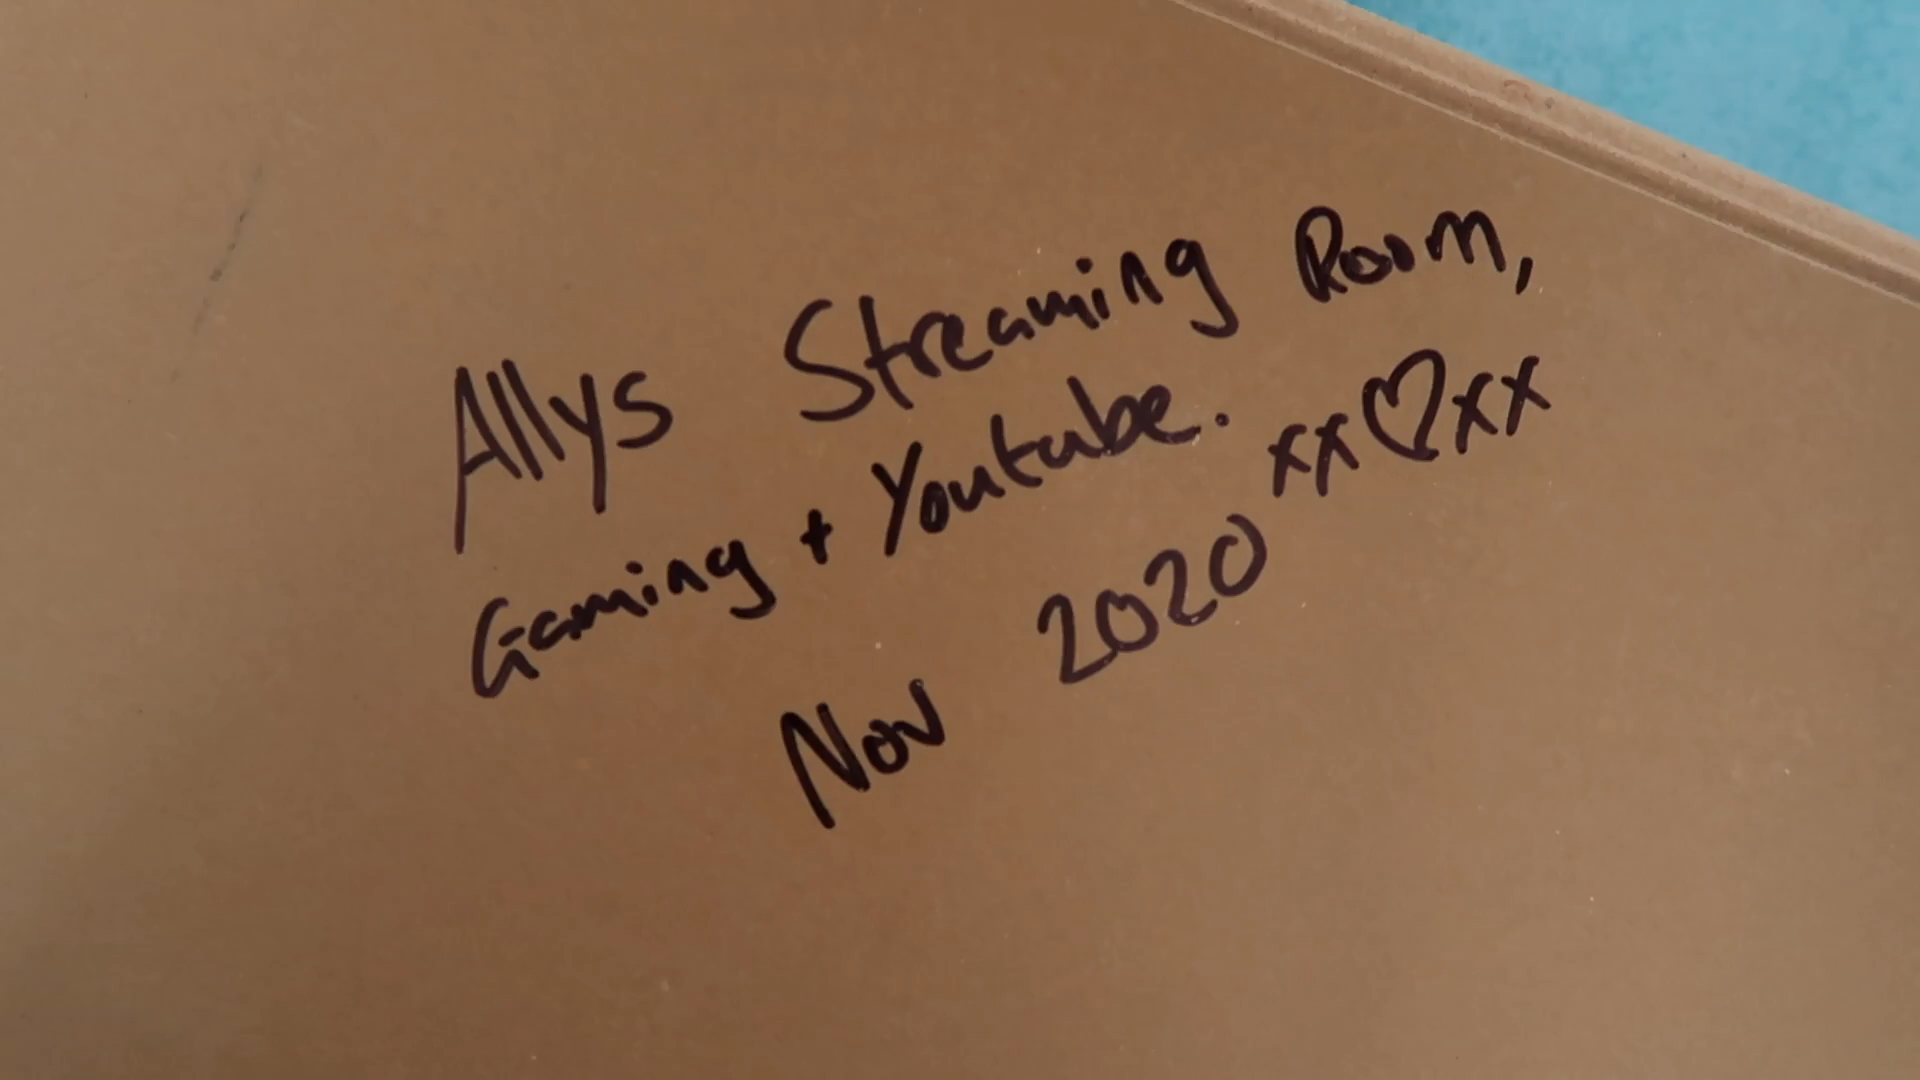 Allys Streaming Room,
Gaming + Youtube.
Nov 2020 xx♡xx